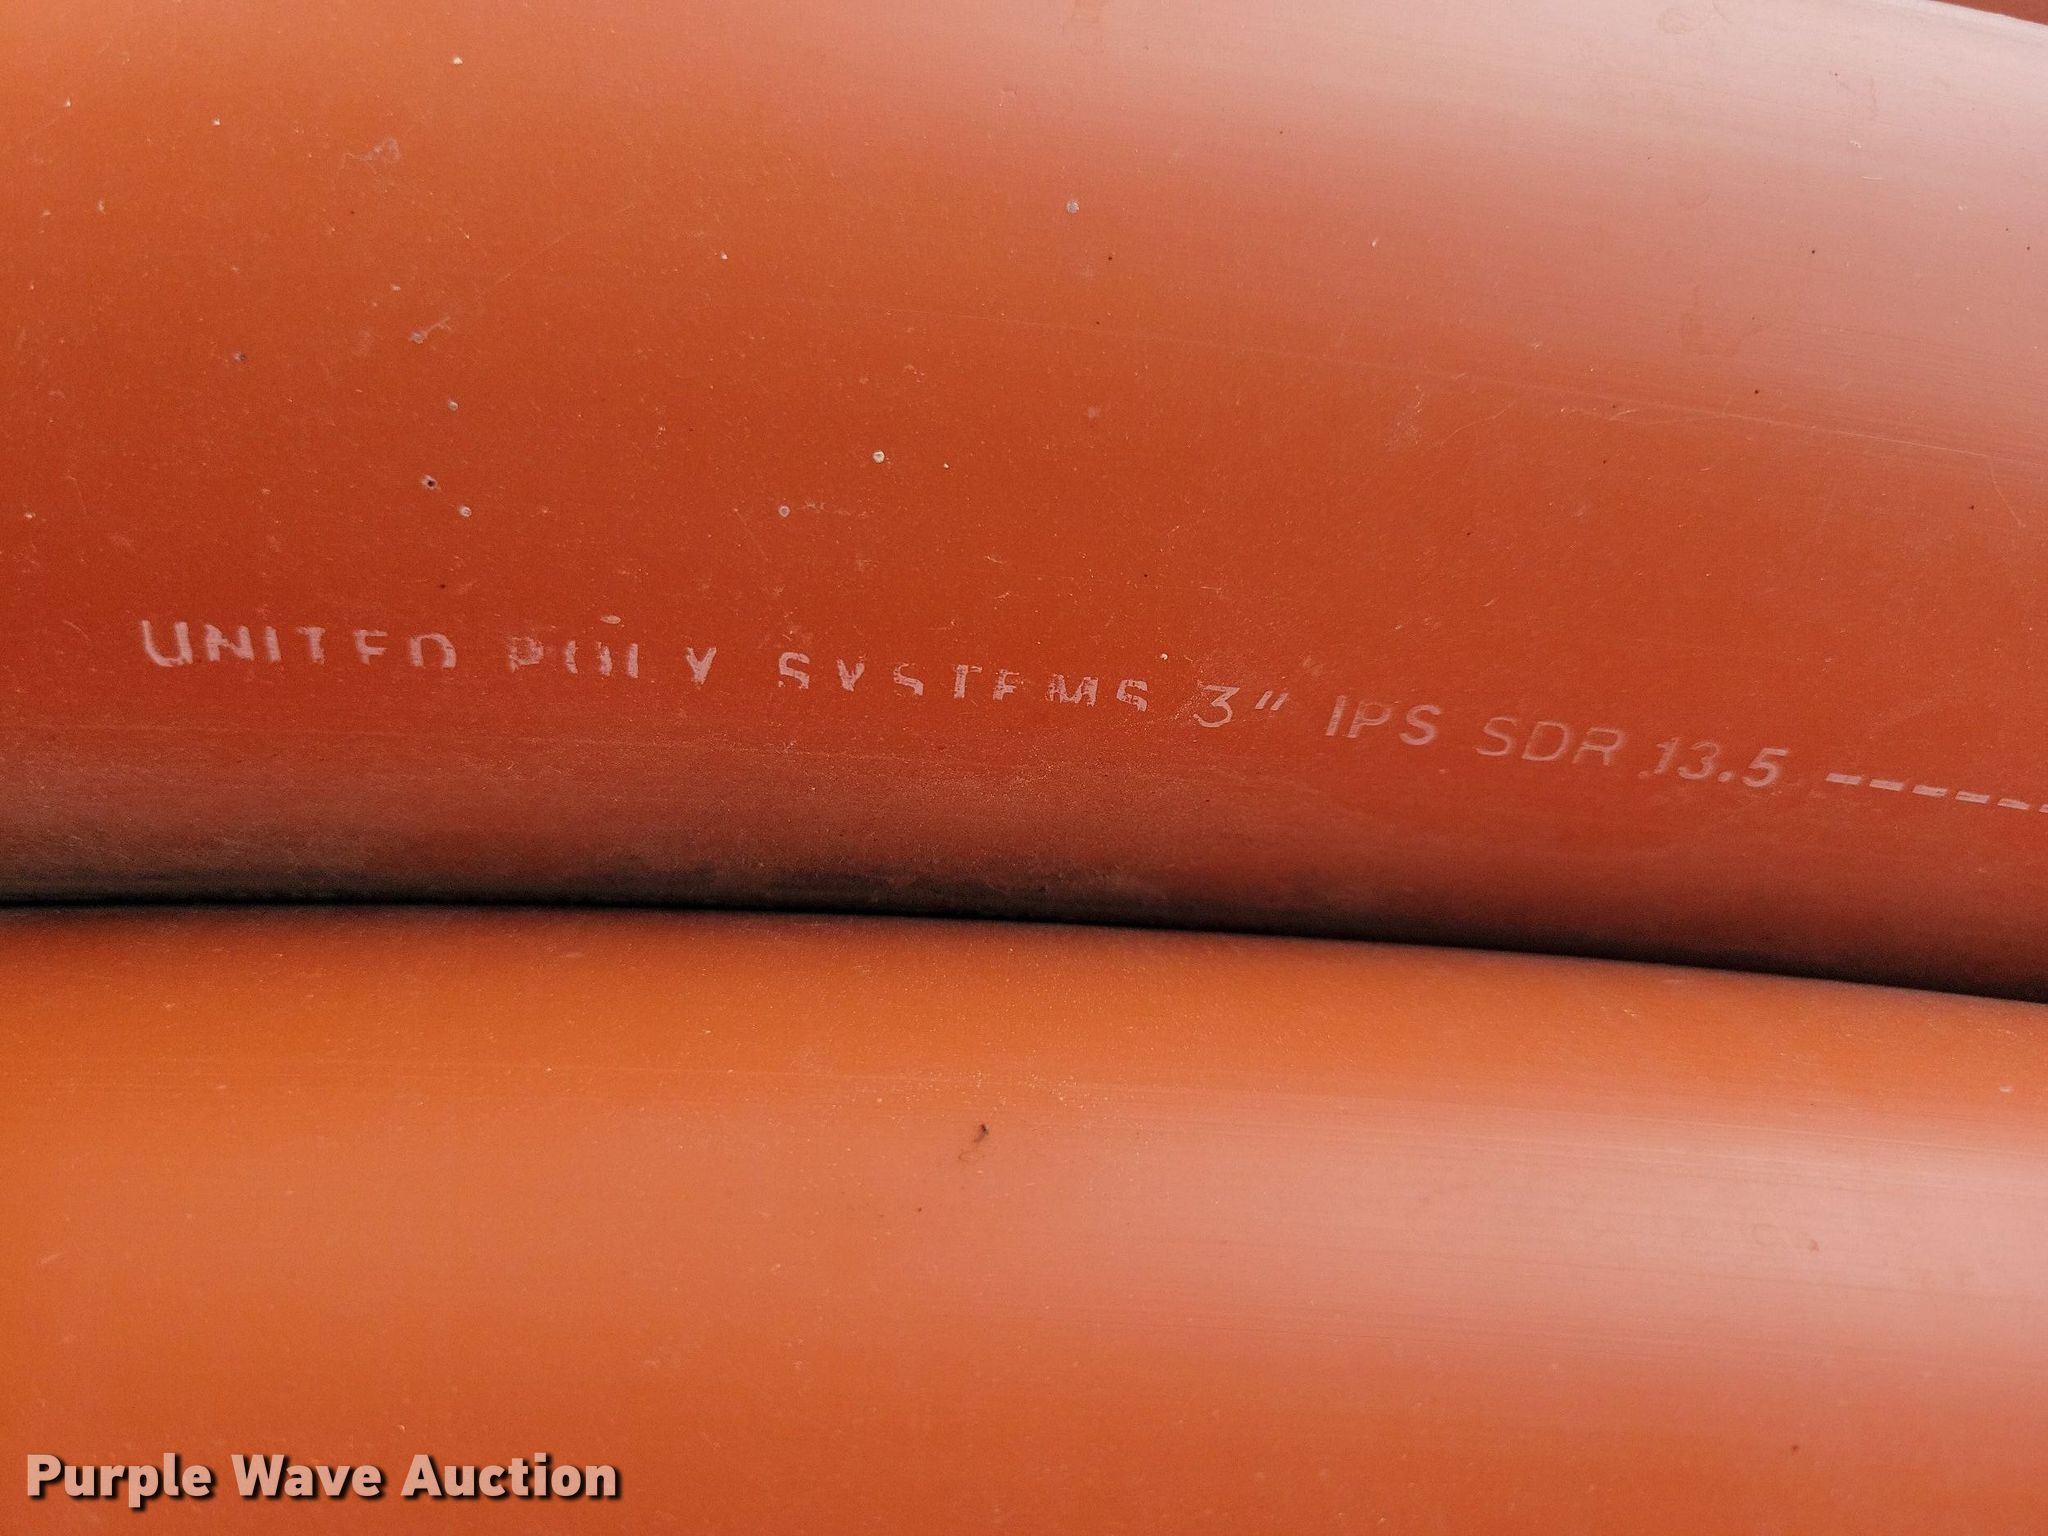 UNITED POLY SYSTEMS 3" IPS SDR 13.5 -----
Purple Wave Auction